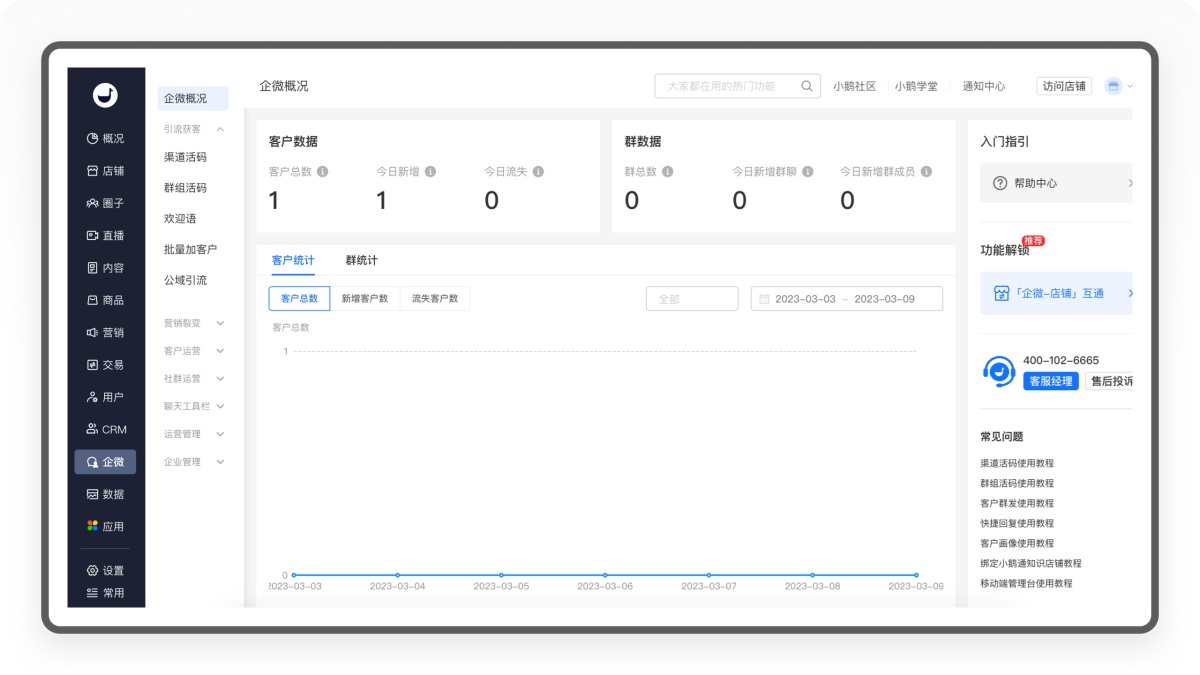 概况
店铺
圈子
直播
内容
商品
营销
交易
用户
CRM
企微
数据
应用
设置
常用
企微概况
引流获客
渠道活码
群组活码
欢迎语
批量加客户
公域引流
营销裂变
客户运营
社群运营
聊天工具栏
运营管理
企业管理
企微概况
大家都在用的热门功能
小鹅社区
小鹅学堂
通知中心
访问店铺
客户数据
客户总数 今日新增 今日流失
1 1 0
群数据
群总数 今日新增群聊 今日新增群成员
0 0 0
客户统计 群统计
客户总数 新增客户数 流失客户数
全部
2023-03-03 - 2023-03-09
客户总数
1
0
2023-03-03 2023-03-04 2023-03-05 2023-03-06 2023-03-07 2023-03-08 2023-03-09
入门指引
帮助中心
功能解锁
推荐
「企微-店铺」互通
400-102-6665
客服经理 售后投诉
常见问题
渠道活码使用教程
群组活码使用教程
客户群发使用教程
快捷回复使用教程
客户画像使用教程
绑定小鹅通知识店铺教程
移动端管理台使用教程